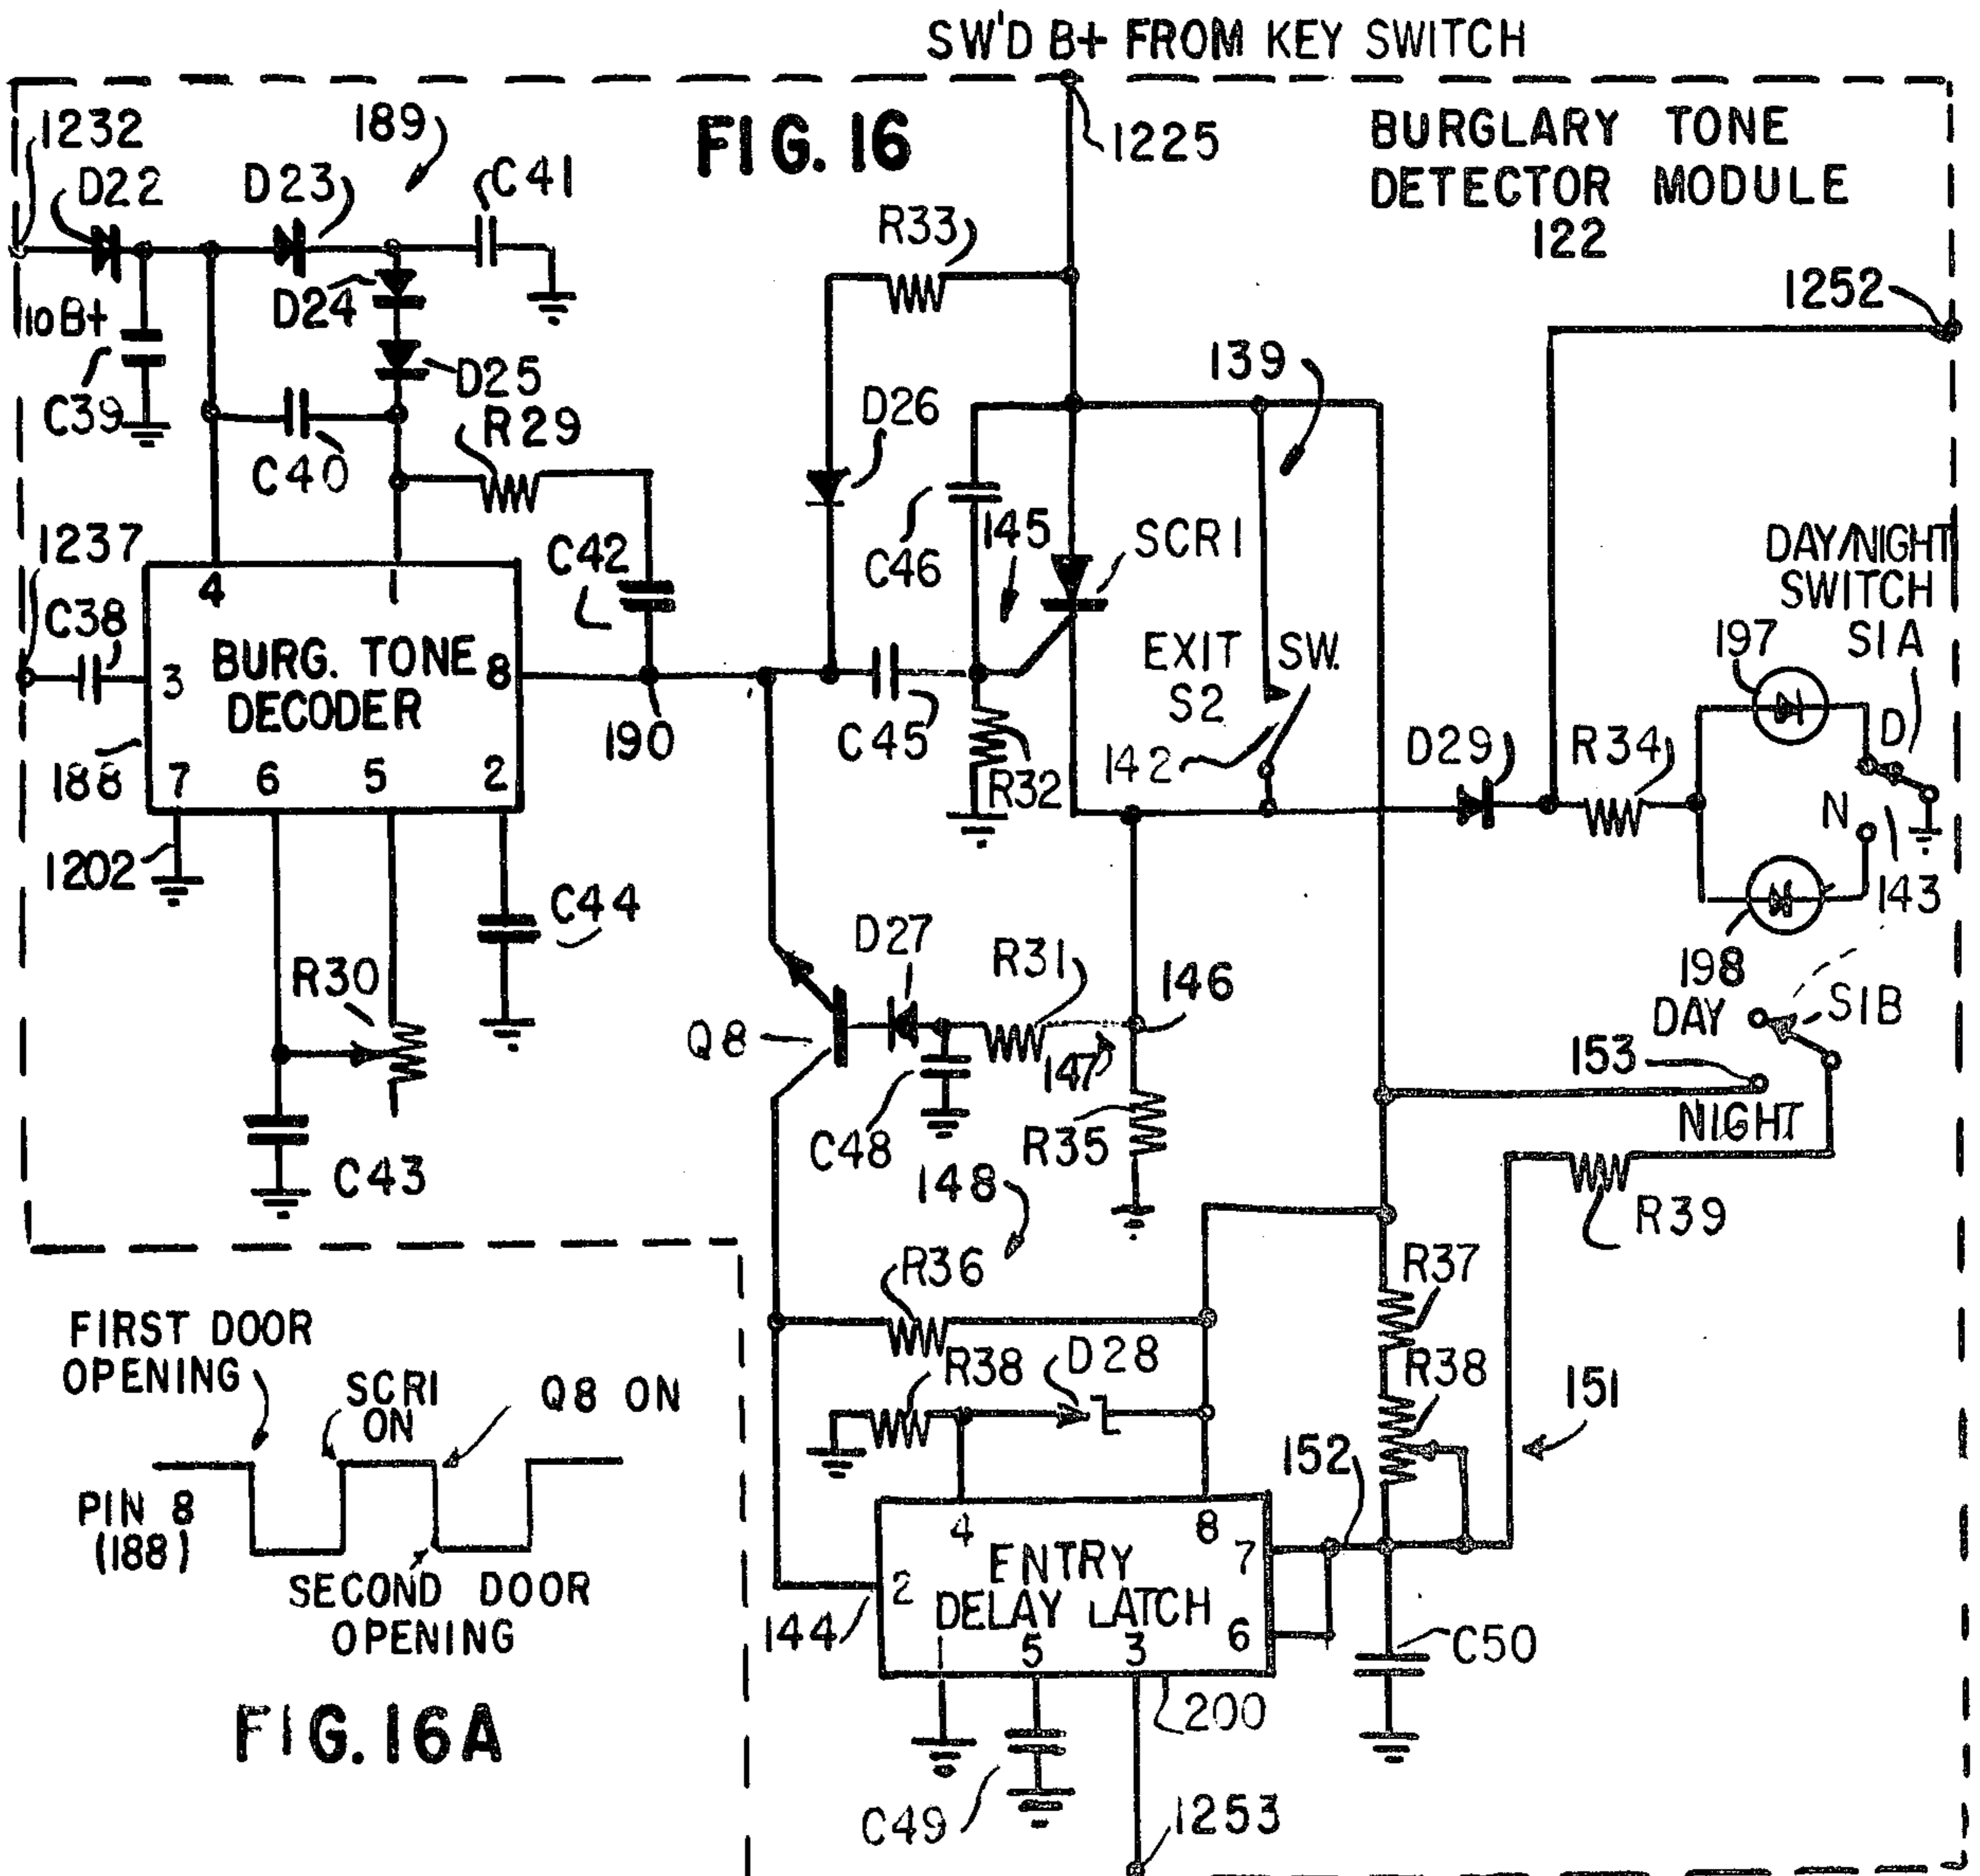 SW'D B+ FROM KEY SWITCH
1232
189
FIG. 16
1225
BURGLARY TONE
DETECTOR MODULE
122
D22
D23
C41
R33
1252
10 B+
D24
139
C39
D25
C40
R29
D26
C46
145
SCR1
DAY/NIGHT
SWITCH
S1A
197
1237
C38
C42
4
1
3
BURG. TONE
DECODER
8
EXIT SW.
S2
D
188
7
6
5
2
190
C45
R32
142
D29
R34
N
143
1202
C44
198
R30
D27
R31
146
Q8
147
DAY
S1B
153
NIGHT
C43
C48
R35
148
R39
R36
R37
FIRST DOOR
OPENING
R38
D28
R38
SCR1
ON
Q8 ON
151
152
PIN 8
(188)
SECOND DOOR
OPENING
4
8
7
ENTRY
DELAY LATCH
2
144
5
3
6
C50
200
FIG. 16A
C49
1253